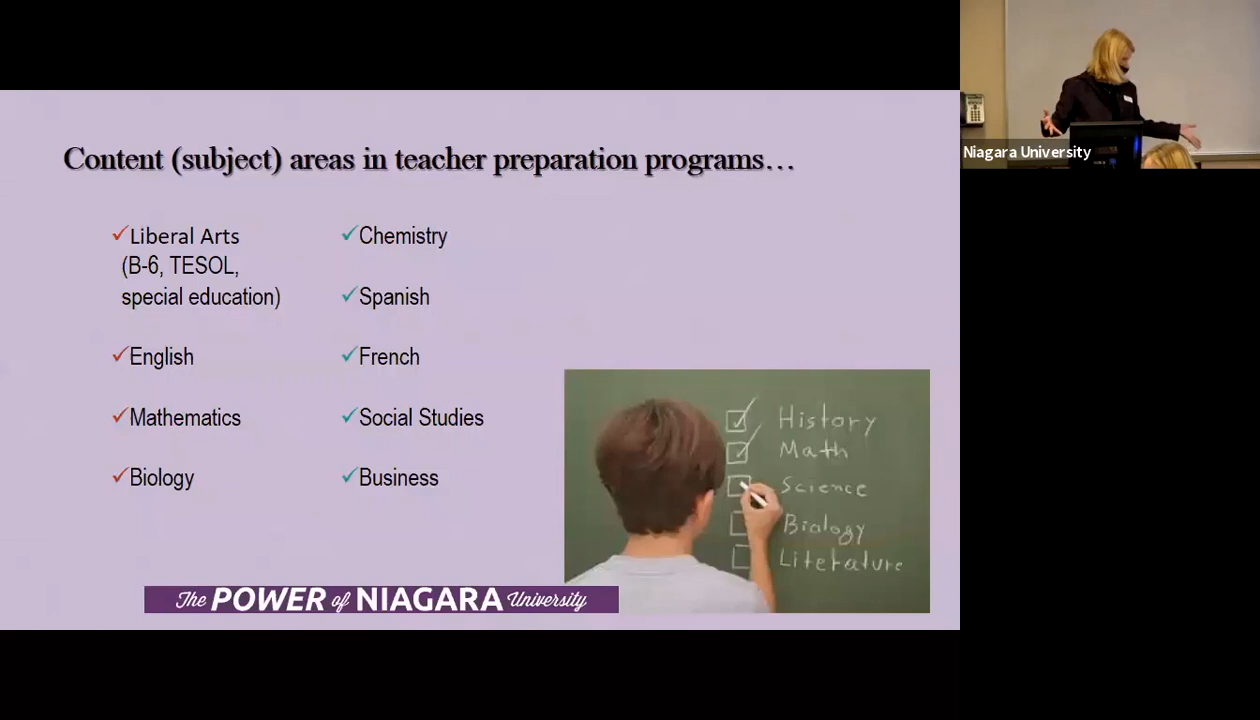 Content (subject) areas in teacher preparation programs…
Liberal Arts
(B-6, TESOL,
special education)
English
Mathematics
Biology
Chemistry
Spanish
French
Social Studies
Business
History
Math
Science
Biology
Literature
The POWER of NIAGARA University
Niagara University